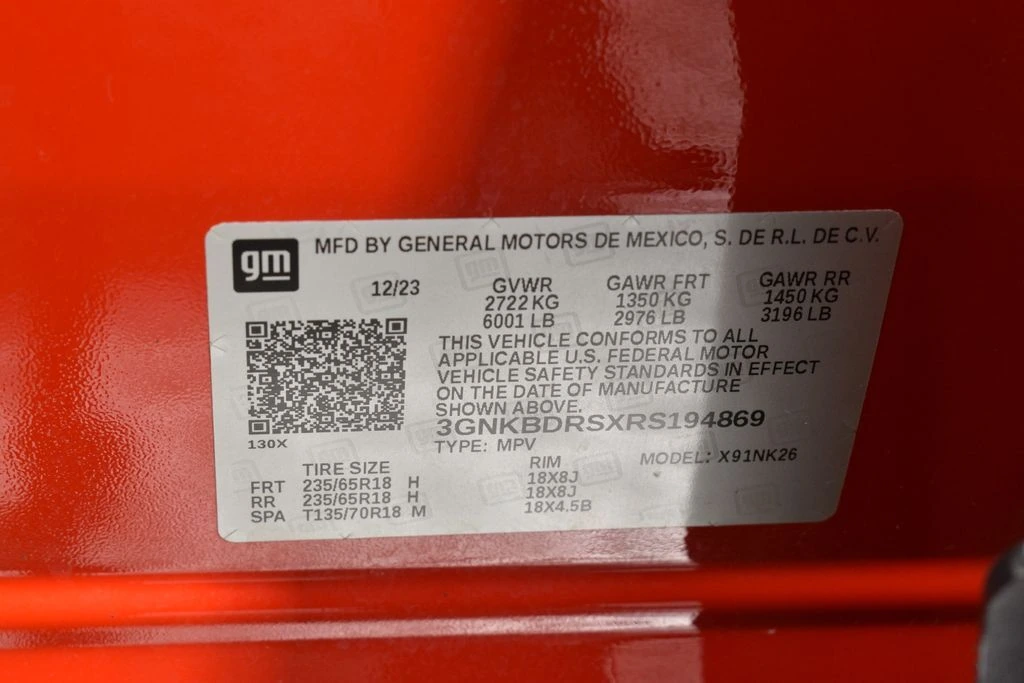 gm MFD BY GENERAL MOTORS DE MEXICO, S. DE R.L. DE C.V.
12/23 GVWR GAWR FRT GAWR RR
2722 KG 1350 KG 1450 KG
6001 LB 2976 LB 3196 LB
THIS VEHICLE CONFORMS TO ALL
APPLICABLE U.S. FEDERAL MOTOR
VEHICLE SAFETY STANDARDS IN EFFECT
ON THE DATE OF MANUFACTURE
SHOWN ABOVE.
3GNKBDRSXRS194869
130X TYPE: MPV MODEL: X91NK26
TIRE SIZE RIM
FRT 235/65R18 H 18X8J
RR 235/65R18 H 18X8J
SPA T135/70R18 M 18X4.5B